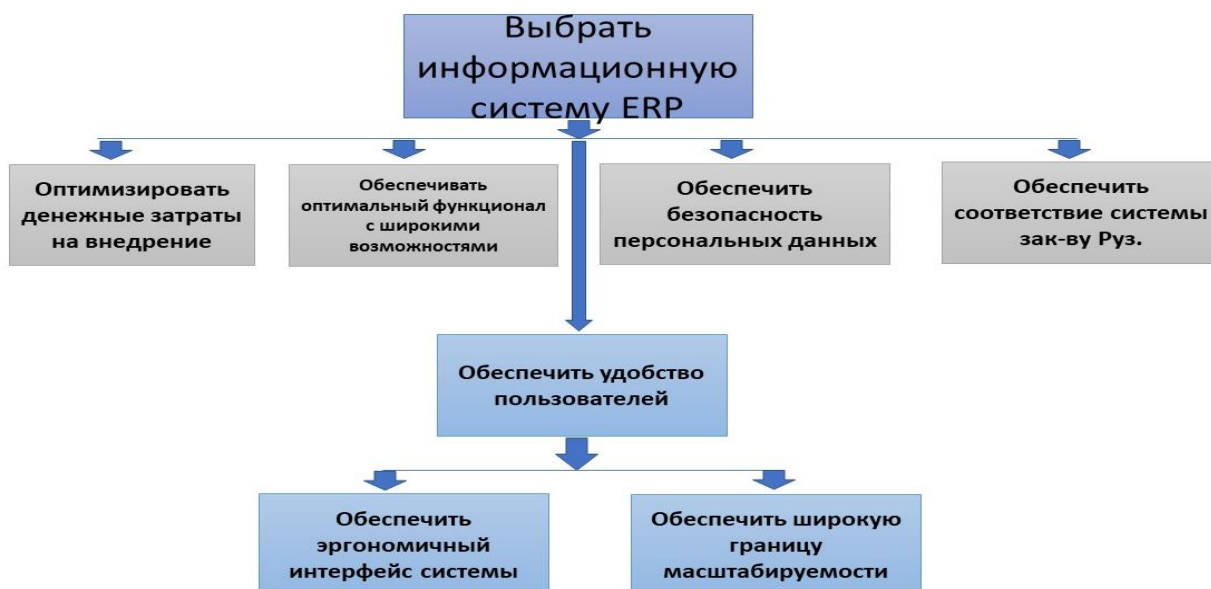 Выбрать
информационную
систему ERP
Оптимизировать
денежные затраты
на внедрение
Обеспечивать
оптимальный функционал
с широкими
возможностями
Обеспечить
безопасность
персональных данных
Обеспечить
соответствие системы
зак-ву Руз.
Обеспечить удобство
пользователей
Обеспечить
эргономичный
интерфейс системы
Обеспечить широкую
границу
масштабируемости